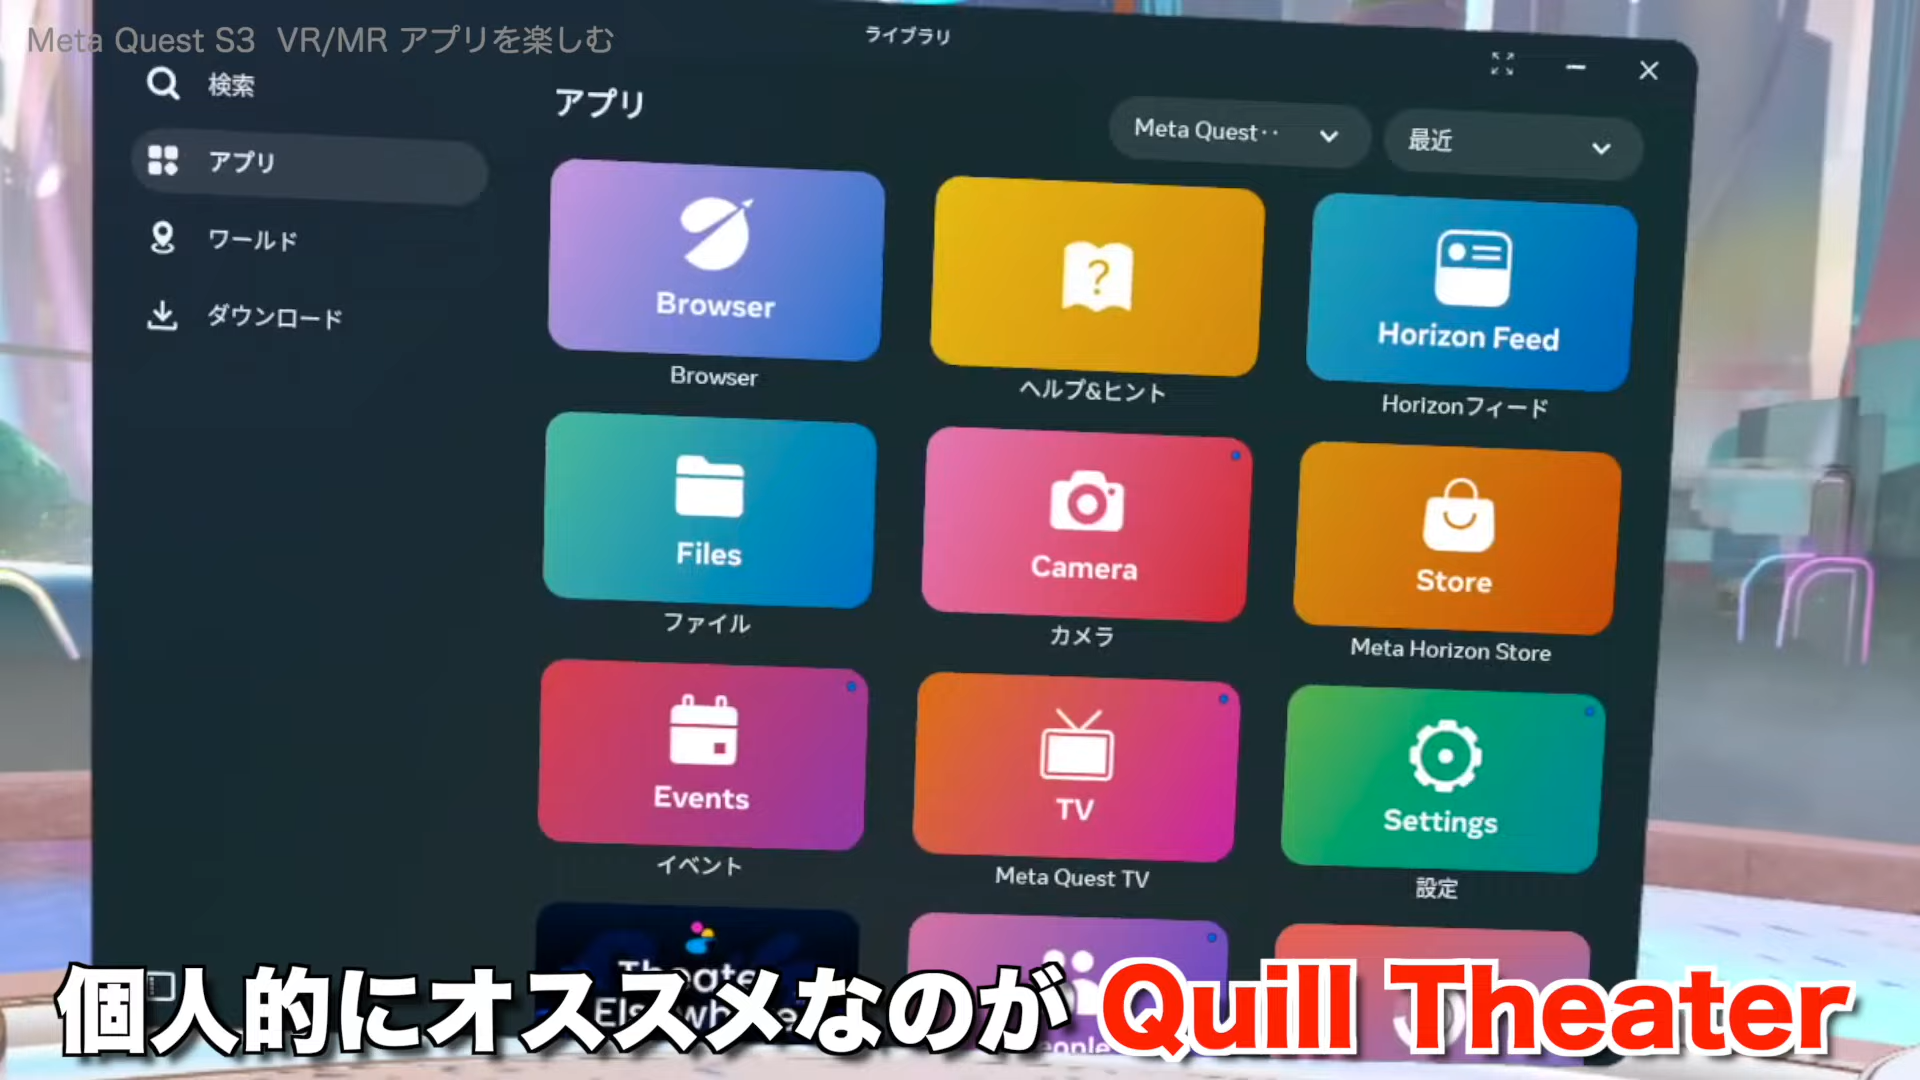 Meta Quest S3 VR/MR アプリを楽しむ
ライブラリ
検索
アプリ
Meta Quest‥
最近
アプリ
ワールド
ダウンロード
Browser
Browser
?
ヘルプ&ヒント
Horizon Feed
Horizonフィード
Files
ファイル
Camera
カメラ
Store
Meta Horizon Store
Events
イベント
TV
Meta Quest TV
Settings
設定
Theater
Elsewhere
People
個人的にオススメなのが Quill Theater